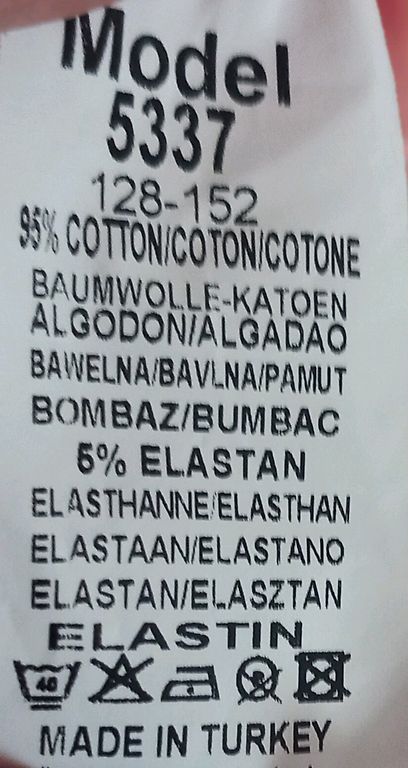 Model
5337
128-152
95% COTTON/COTON/COTONE
BAUMWOLLE-KATOEN
ALGODON/ALGADAO
BAWELNA/BAVLNA/PAMUT
BOMBAZ/BUMBAC
5% ELASTAN
ELASTHANNE/ELASTHAN
ELASTAAN/ELASTANO
ELASTAN/ELASZTAN
ELASTIN
40
MADE IN TURKEY